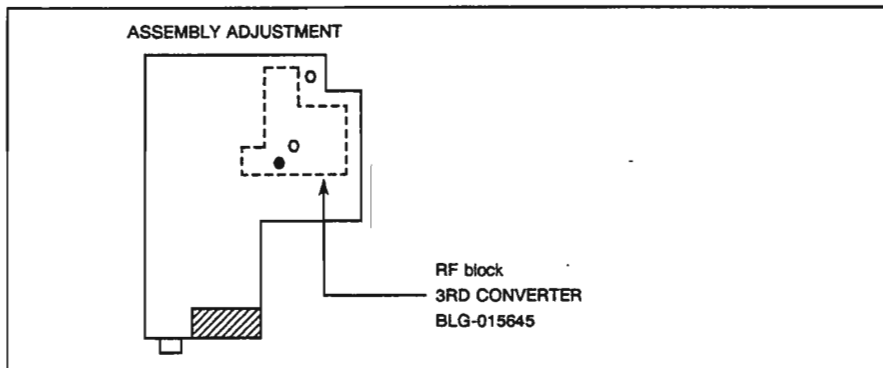 ASSEMBLY ADJUSTMENT
RF block
3RD CONVERTER
BLG-015645